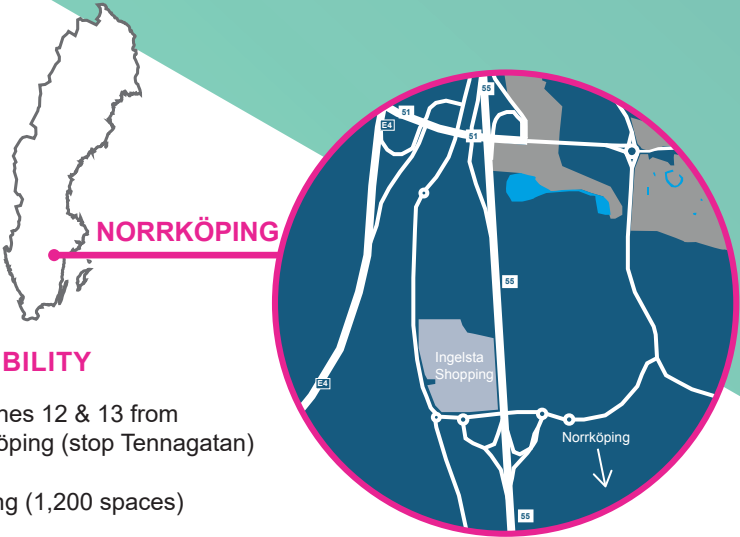 55
51
E4
51
NORRKÖPING
55
Ingelsta
Shopping
E4
BILITY
nes 12 & 13 from
öping (stop Tennagatan)
Norrköping
ng (1,200 spaces)
55